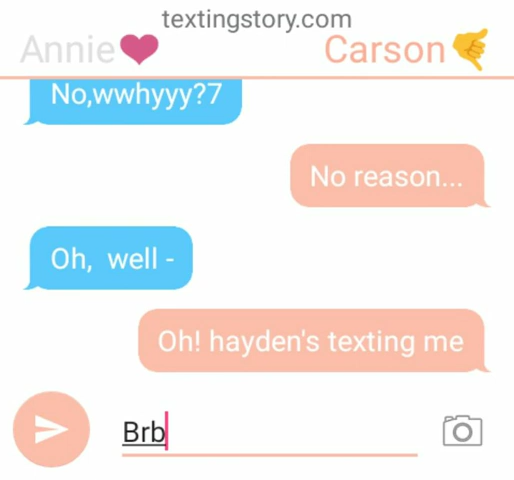 textingstory.com
Annie
Carson
No,wwhyyy?7
No reason...
Oh, well -
Oh! hayden's texting me
Brb